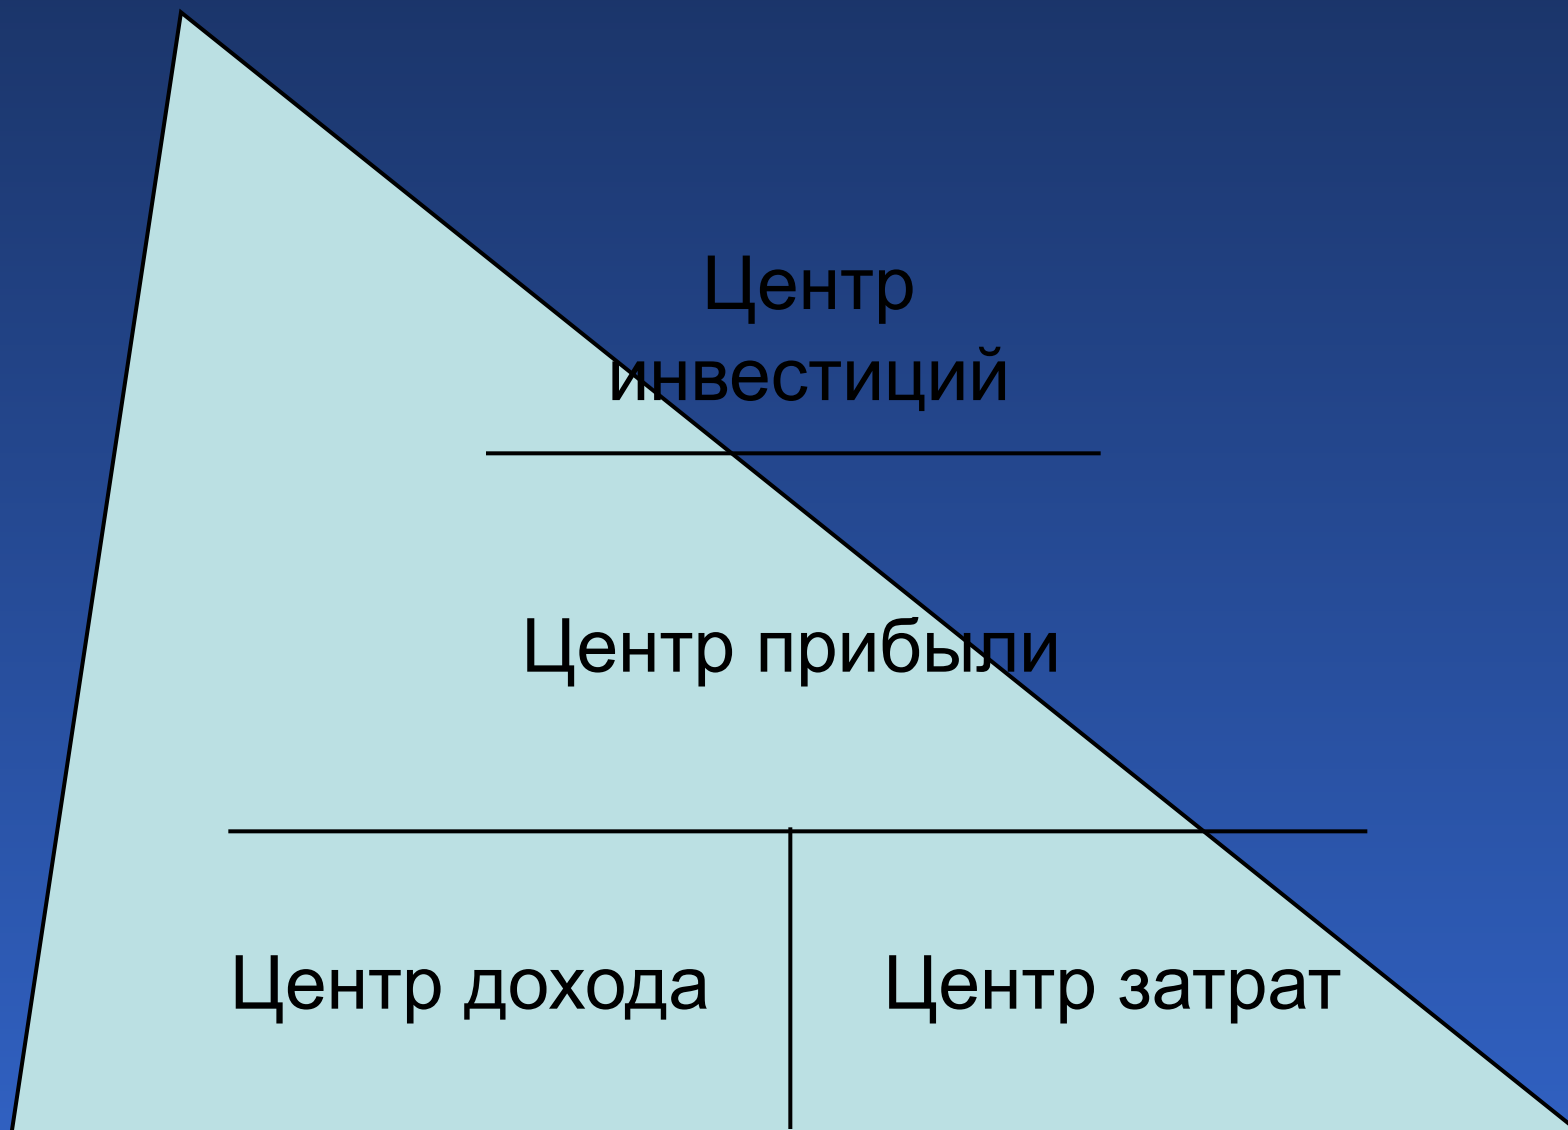 Центр
инвестиций
Центр прибыли
Центр дохода
Центр затрат